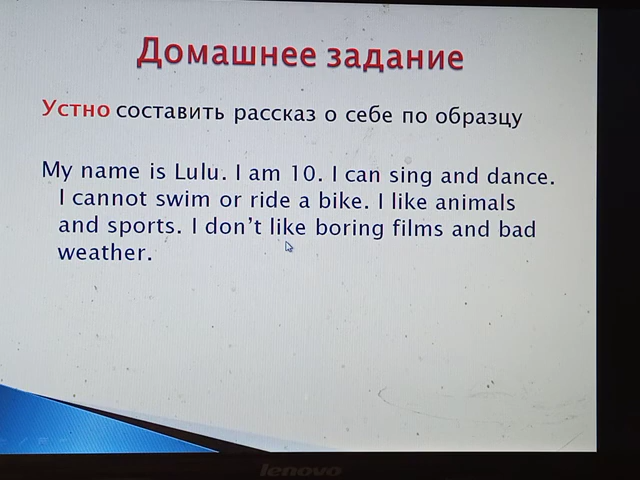 Домашнее задание
Устно составить рассказ о себе по образцу
My name is Lulu. I am 10. I can sing and dance.
I cannot swim or ride a bike. I like animals
and sports. I don't like boring films and bad
weather.
lenovo